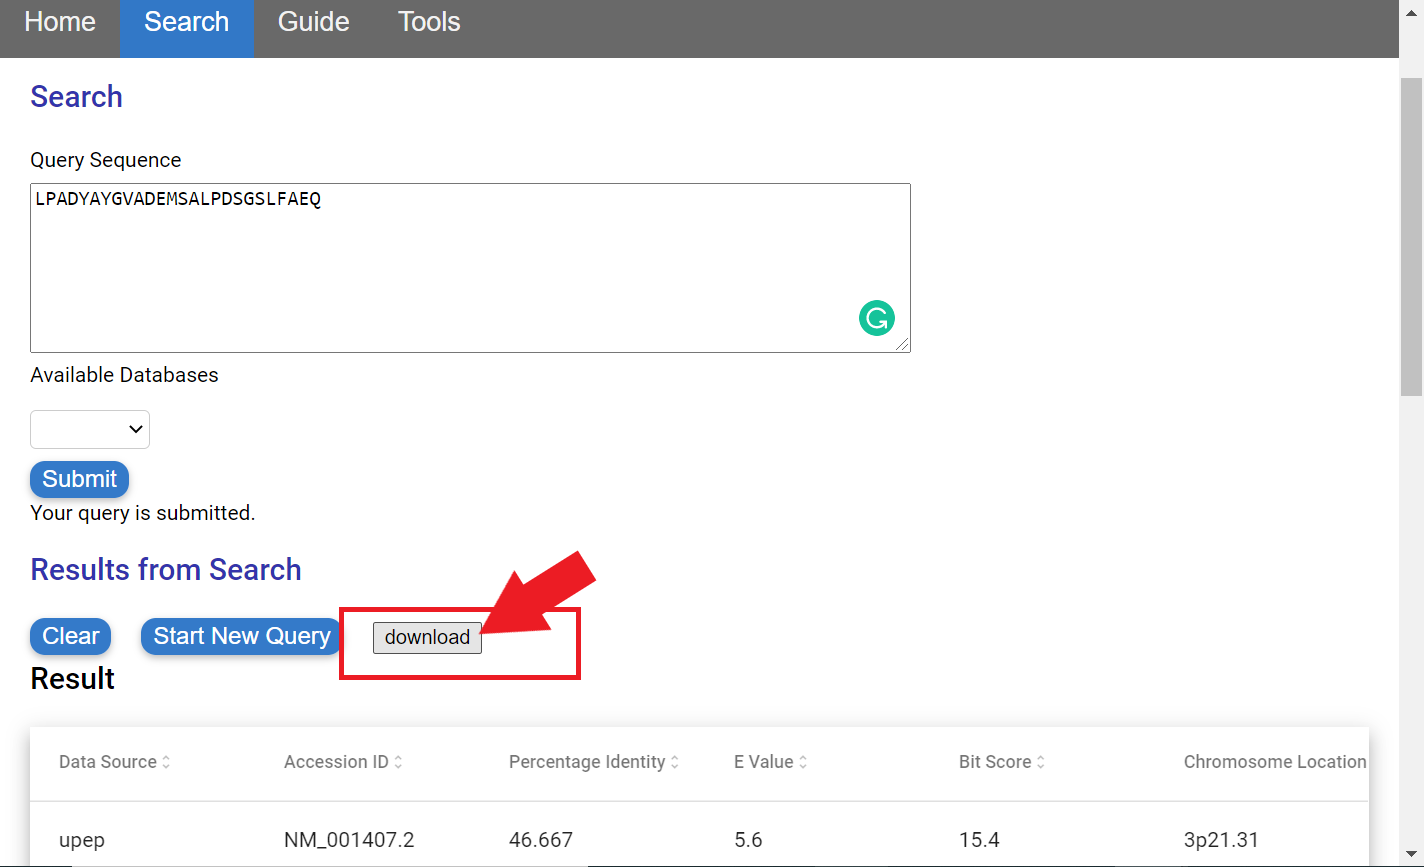 Home Search Guide Tools
Search
Query Sequence
LPADYAYGVADEMSALPDSGSLFAEQ
Available Databases
Submit
Your query is submitted.
Results from Search
Clear Start New Query download
Result
Data Source Accession ID Percentage Identity E Value Bit Score Chromosome Location
upep NM_001407.2 46.667 5.6 15.4 3p21.31